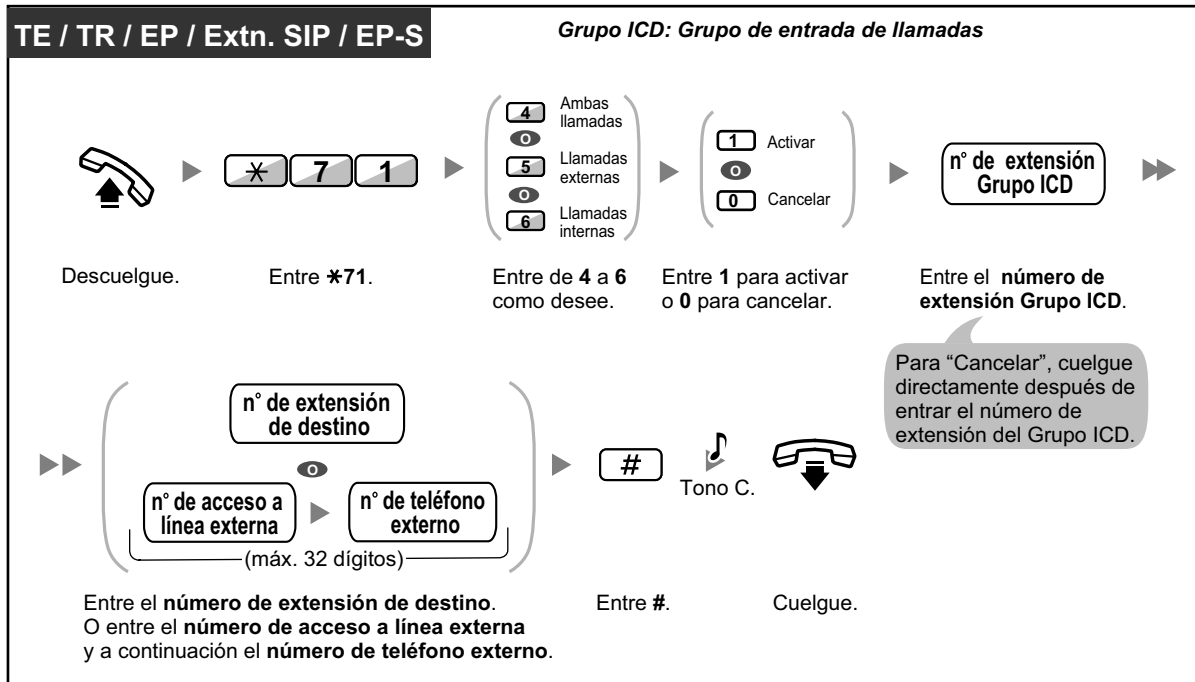 TE / TR / EP / Extn. SIP / EP-S
Grupo ICD: Grupo de entrada de llamadas
4 Ambas
llamadas
O
5 Llamadas
externas
O
6 Llamadas
internas
1 Activar
O
0 Cancelar
n° de extensión
Grupo ICD
* 7 1
Descuelgue.
Entre *71.
Entre de 4 a 6
como desee.
Entre 1 para activar
o 0 para cancelar.
Entre el número de
extensión Grupo ICD.
Para “Cancelar”, cuelgue
directamente después de
entrar el número de
extensión del Grupo ICD.
n° de extensión
de destino
O
n° de acceso a
línea externa
n° de teléfono
externo
(máx. 32 dígitos)
#
Tono C.
Entre el número de extensión de destino.
O entre el número de acceso a línea externa
y a continuación el número de teléfono externo.
Entre #.
Cuelgue.